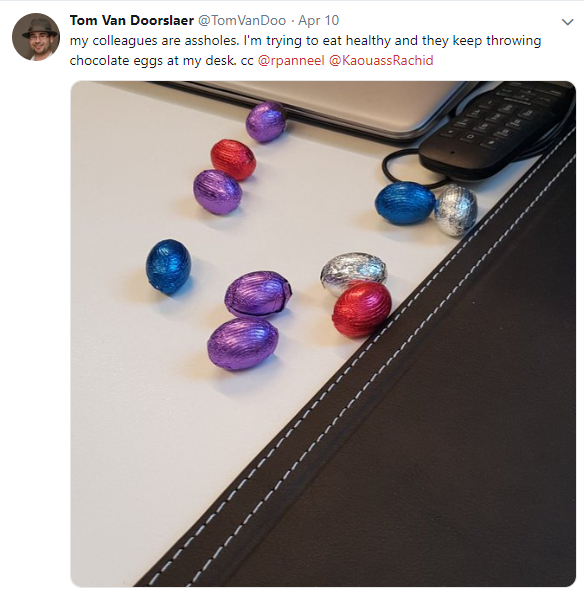 Tom Van Doorslaer @TomVanDoo · Apr 10
my colleagues are assholes. I'm trying to eat healthy and they keep throwing
chocolate eggs at my desk. cc @rpanneel @KaouassRachid